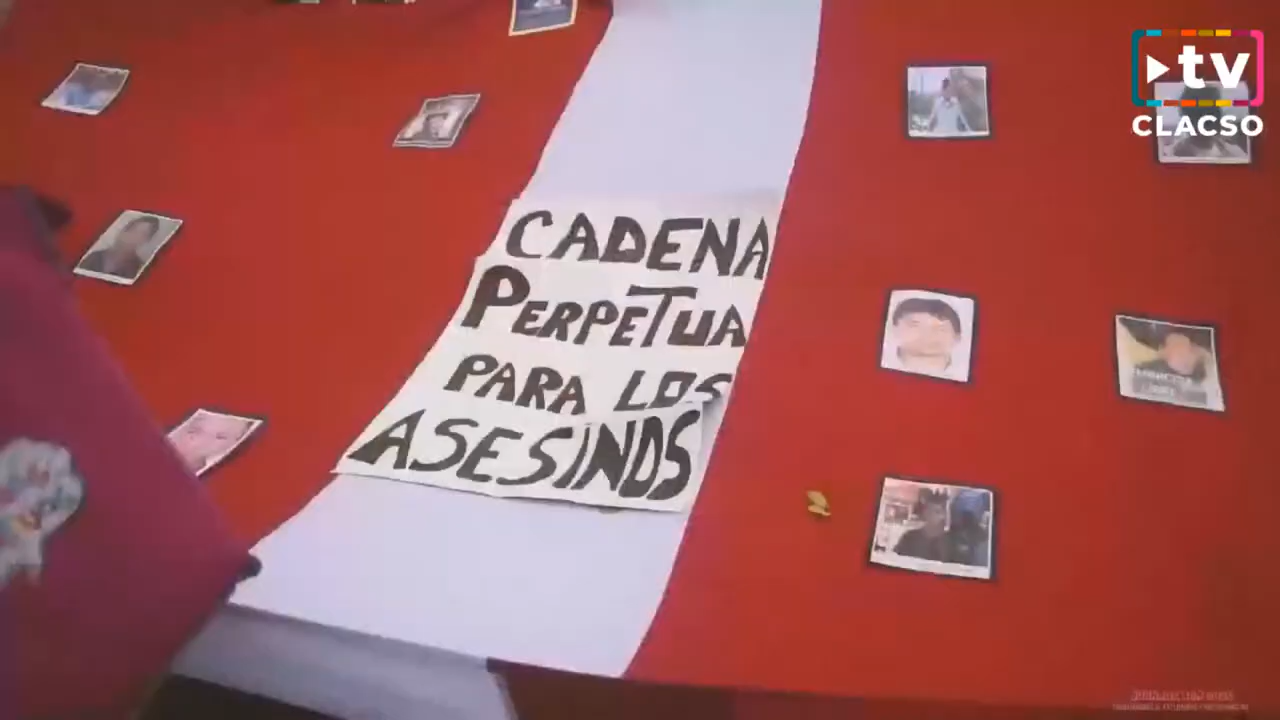 tv
CLACSO
CADENA
PERPETUA
PARA LOS
ASESINOS